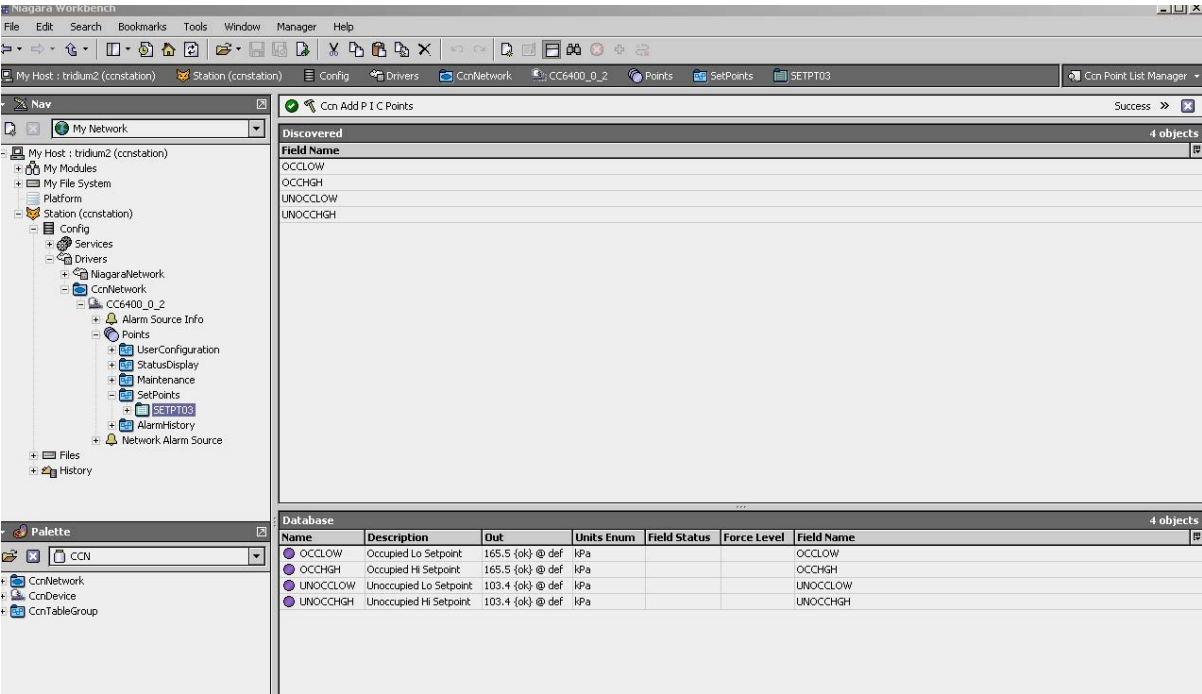 Niagara Workbench
File Edit Search Bookmarks Tools Window Manager Help
My Host : tridium2 (ccnstation) Station (ccnstation) Config Drivers CcnNetwork CC6400_0_2 Points SetPoints SETPT03 Ccn Point List Manager
Nav
My Network
My Host : tridium2 (ccnstation)
My Modules
My File System
Platform
Station (ccnstation)
Config
Services
Drivers
NiagaraNetwork
CcnNetwork
CC6400_0_2
Alarm Source Info
Points
UserConfiguration
StatusDisplay
Maintenance
SetPoints
SETPT03
AlarmHistory
Network Alarm Source
Files
History
Palette
CCN
CcnNetwork
CcnDevice
CcnTableGroup
Ccn Add P I C Points Success »
Discovered 4 objects
Field Name
OCCLOW
OCCHGH
UNOCCLOW
UNOCCHGH
Database 4 objects
Name Description Out Units Enum Field Status Force Level Field Name
OCCLOW Occupied Lo Setpoint 165.5 {ok} @ def kPa OCCLOW
OCCHGH Occupied Hi Setpoint 165.5 {ok} @ def kPa OCCHGH
UNOCCLOW Unoccupied Lo Setpoint 103.4 {ok} @ def kPa UNOCCLOW
UNOCCHGH Unoccupied Hi Setpoint 103.4 {ok} @ def kPa UNOCCHGH